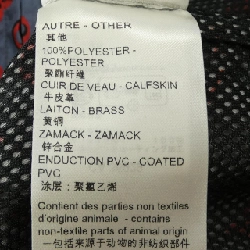 AUTRE - OTHER
其他
100%POLYESTER -
POLYESTER
聚酯纤维
CUIR DE VEAU - CALFSKIN
牛皮革
LAITON - BRASS
黄铜
ZAMACK - ZAMACK
锌合金
ENDUCTION PVC - COATED
PVC
涂层：聚氯乙烯
Contient des parties non textiles
d'origine animale - contains
non-textile parts of animal origin
一包括来源于动物的非纺织部件